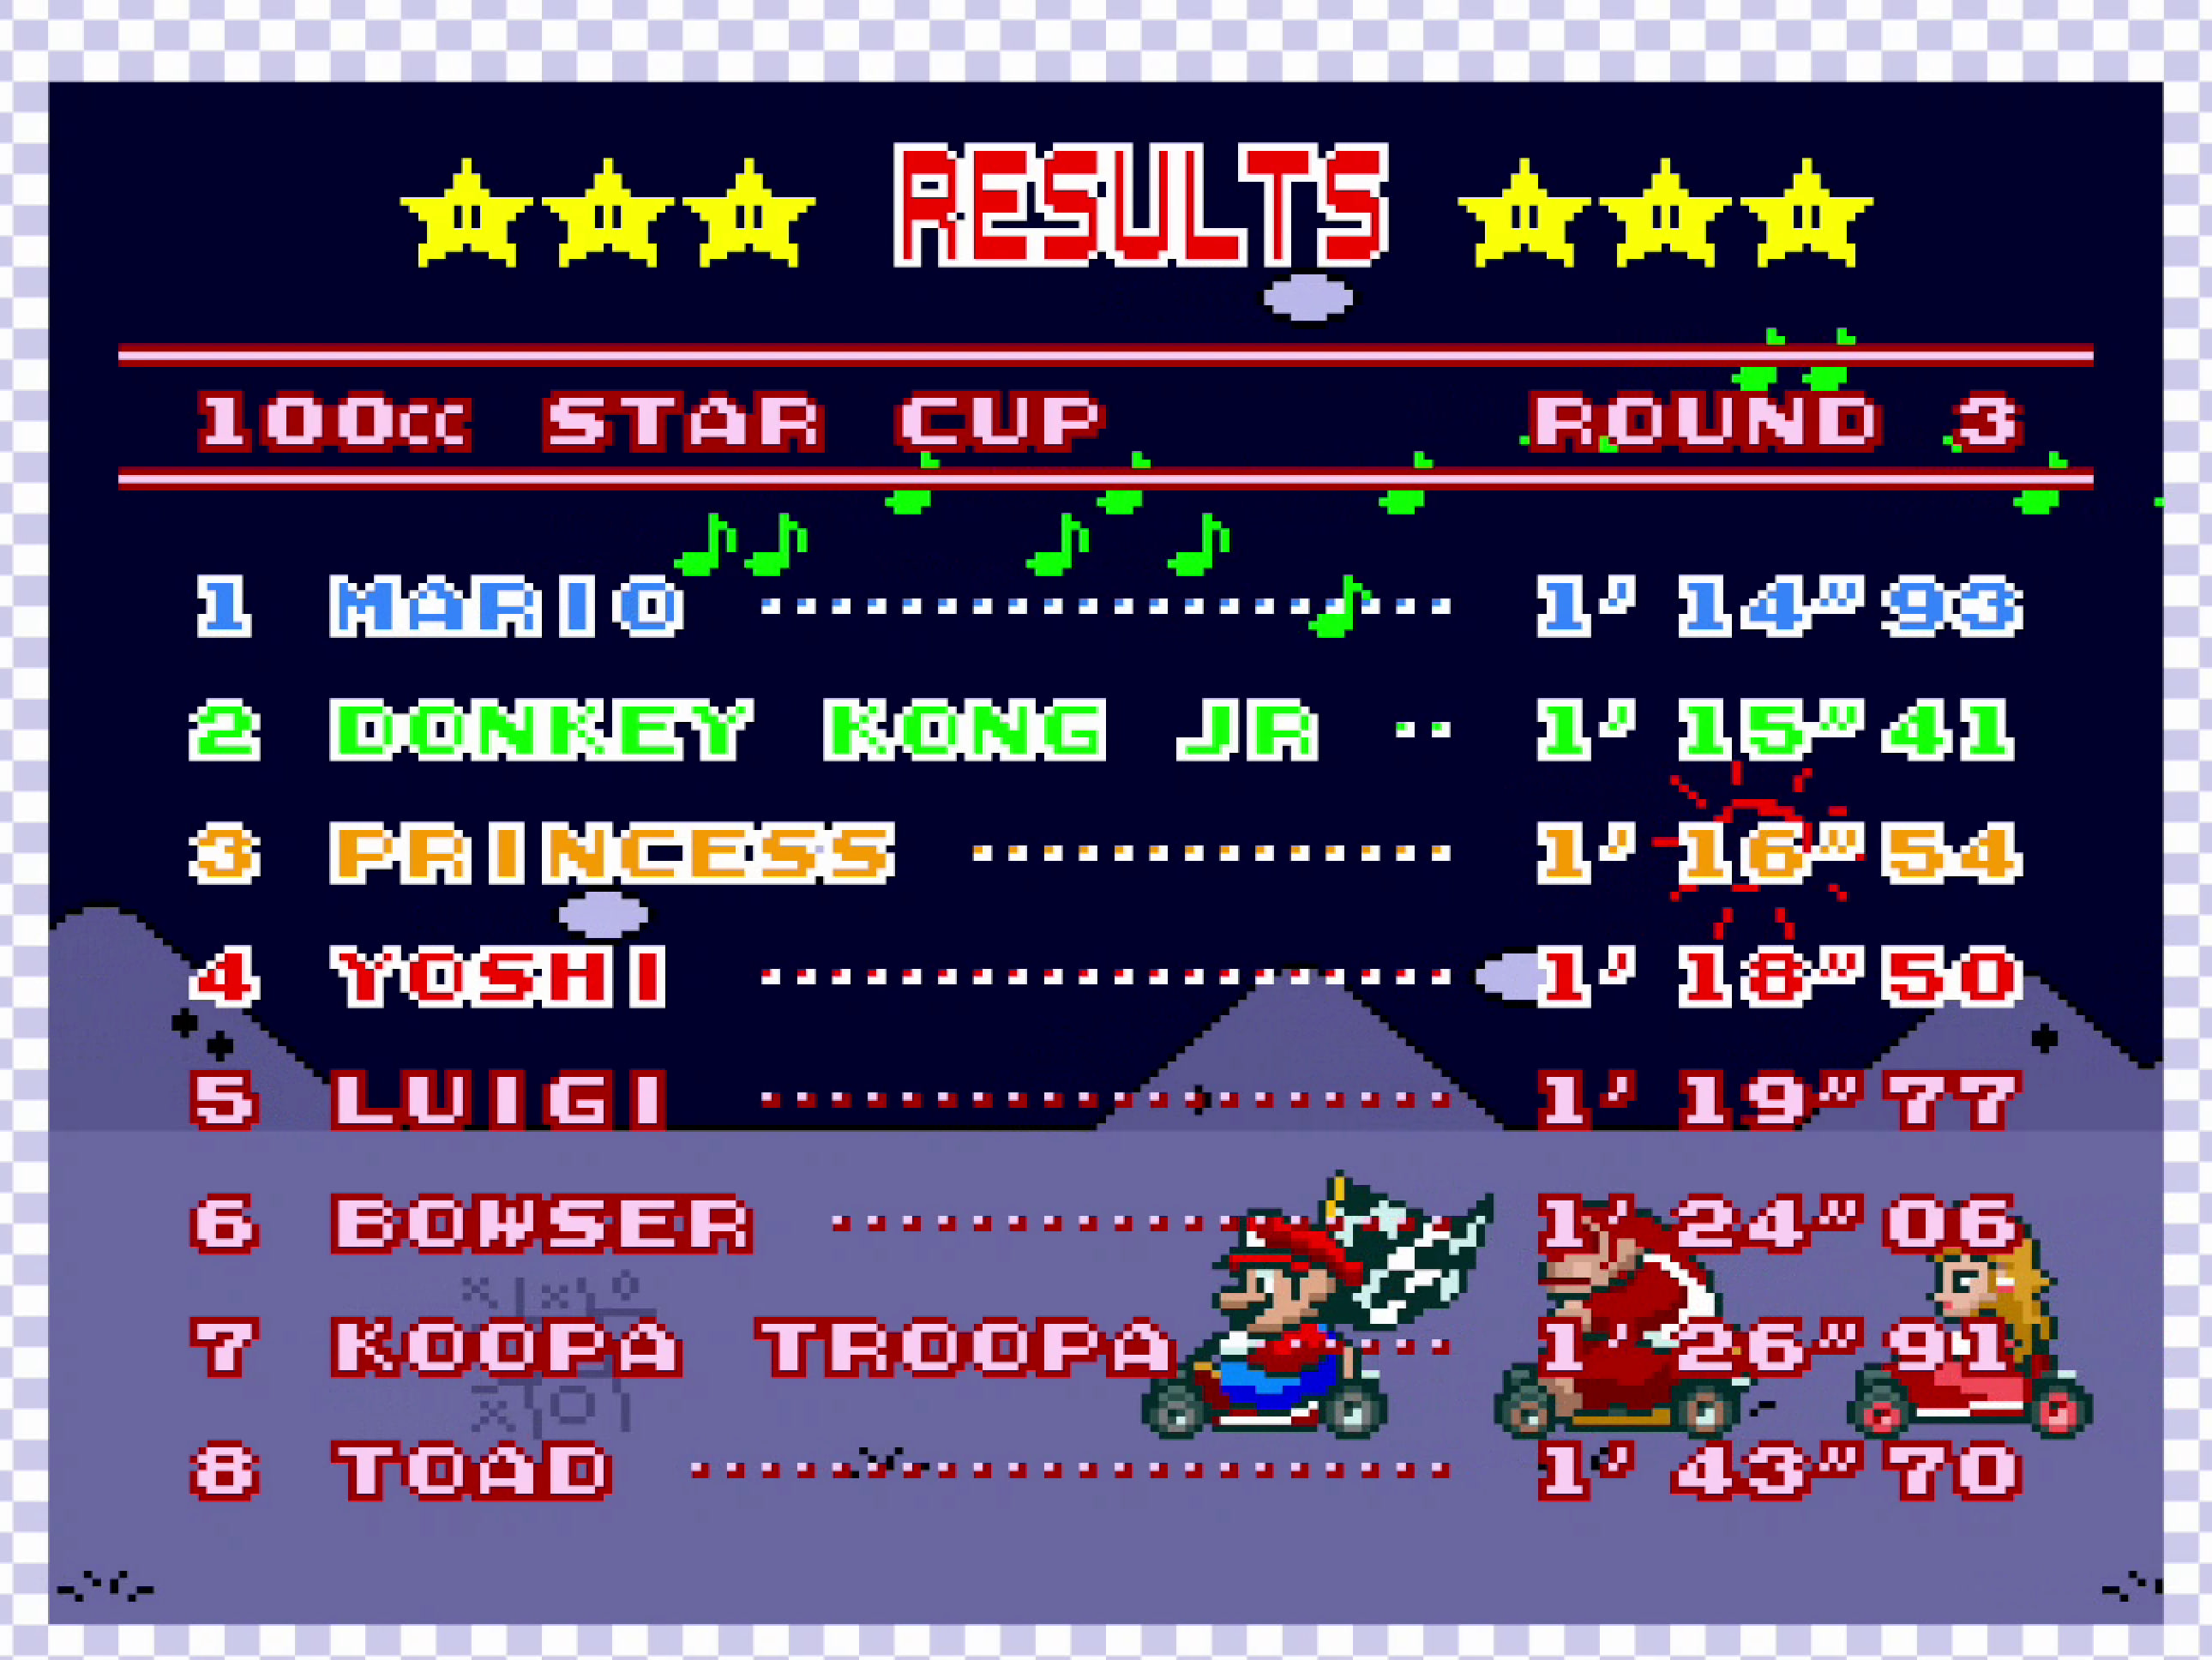 RESULTS
100cc STAR CUP ROUND 3
1 MARIO .................... 1' 14" 93
2 DONKEY KONG JR .. 1' 15" 41
3 PRINCESS .............. 1' 16" 54
4 YOSHI .................... 1' 18" 50
5 LUIGI .................... 1' 19" 77
6 BOWSER .................. 1' 24" 06
7 KOOPA TROOPA ...... 1' 26" 91
8 TOAD ...................... 1' 43" 70